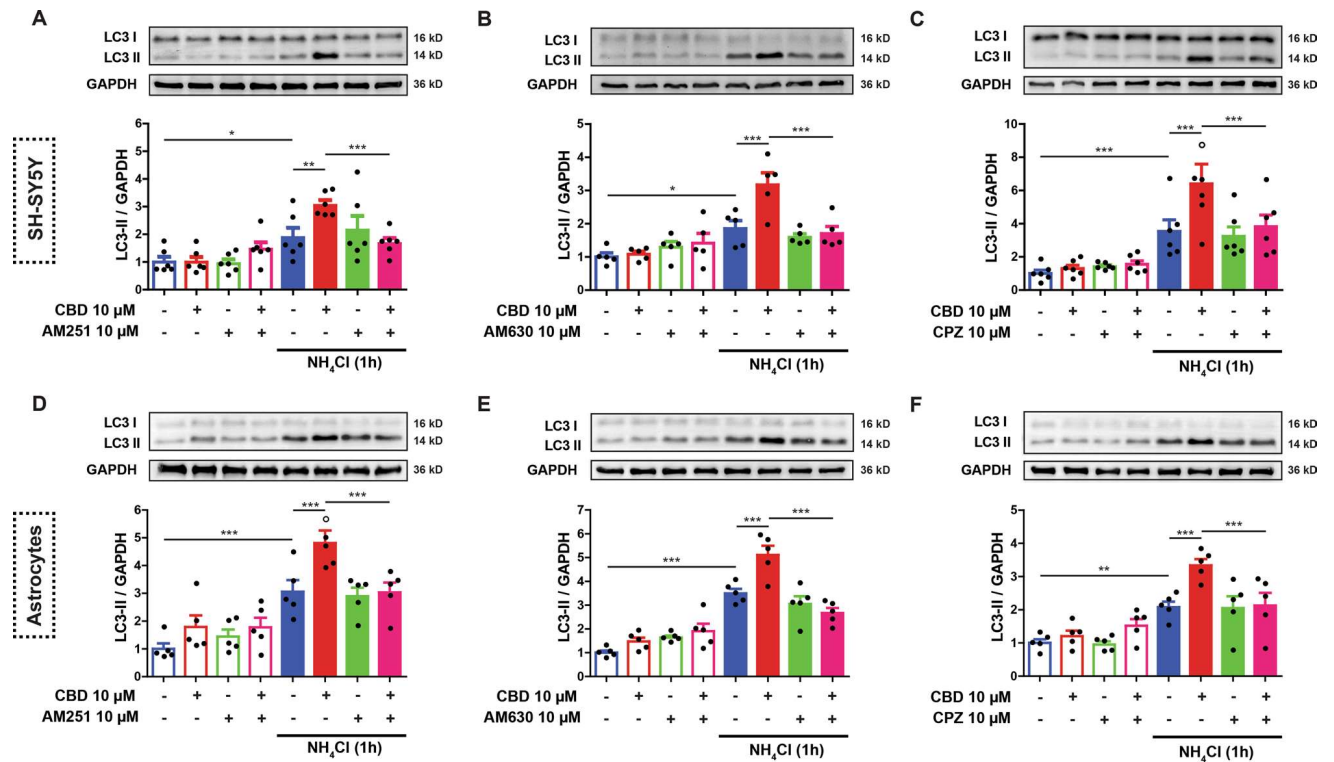 A
LC3 I
LC3 II
GAPDH
16 kD
14 kD
36 kD
SH-SY5Y
LC3-II / GAPDH
6
5
4
3
2
1
0
*
**
***
CBD 10 µM - + - + - + - +
AM251 10 µM - - + + - - + +
NH4Cl (1h)
B
LC3 I
LC3 II
GAPDH
16 kD
14 kD
36 kD
LC3-II / GAPDH
5
4
3
2
1
0
*
***
***
CBD 10 µM - + - + - + - +
AM630 10 µM - - + + - - + +
NH4Cl (1h)
C
LC3 I
LC3 II
GAPDH
16 kD
14 kD
36 kD
LC3-II / GAPDH
10
8
6
4
2
0
***
***
***
CBD 10 µM - + - + - + - +
CPZ 10 µM - - + + - - + +
NH4Cl (1h)
D
LC3 I
LC3 II
GAPDH
16 kD
14 kD
36 kD
Astrocytes
LC3-II / GAPDH
6
5
4
3
2
1
0
***
***
***
CBD 10 µM - + - + - + - +
AM251 10 µM - - + + - - + +
NH4Cl (1h)
E
LC3 I
LC3 II
GAPDH
16 kD
14 kD
36 kD
LC3-II / GAPDH
7
6
5
4
3
2
1
0
***
***
***
CBD 10 µM - + - + - + - +
AM630 10 µM - - + + - - + +
NH4Cl (1h)
F
LC3 I
LC3 II
GAPDH
16 kD
14 kD
36 kD
LC3-II / GAPDH
5
4
3
2
1
0
**
***
***
CBD 10 µM - + - + - + - +
CPZ 10 µM - - + + - - + +
NH4Cl (1h)